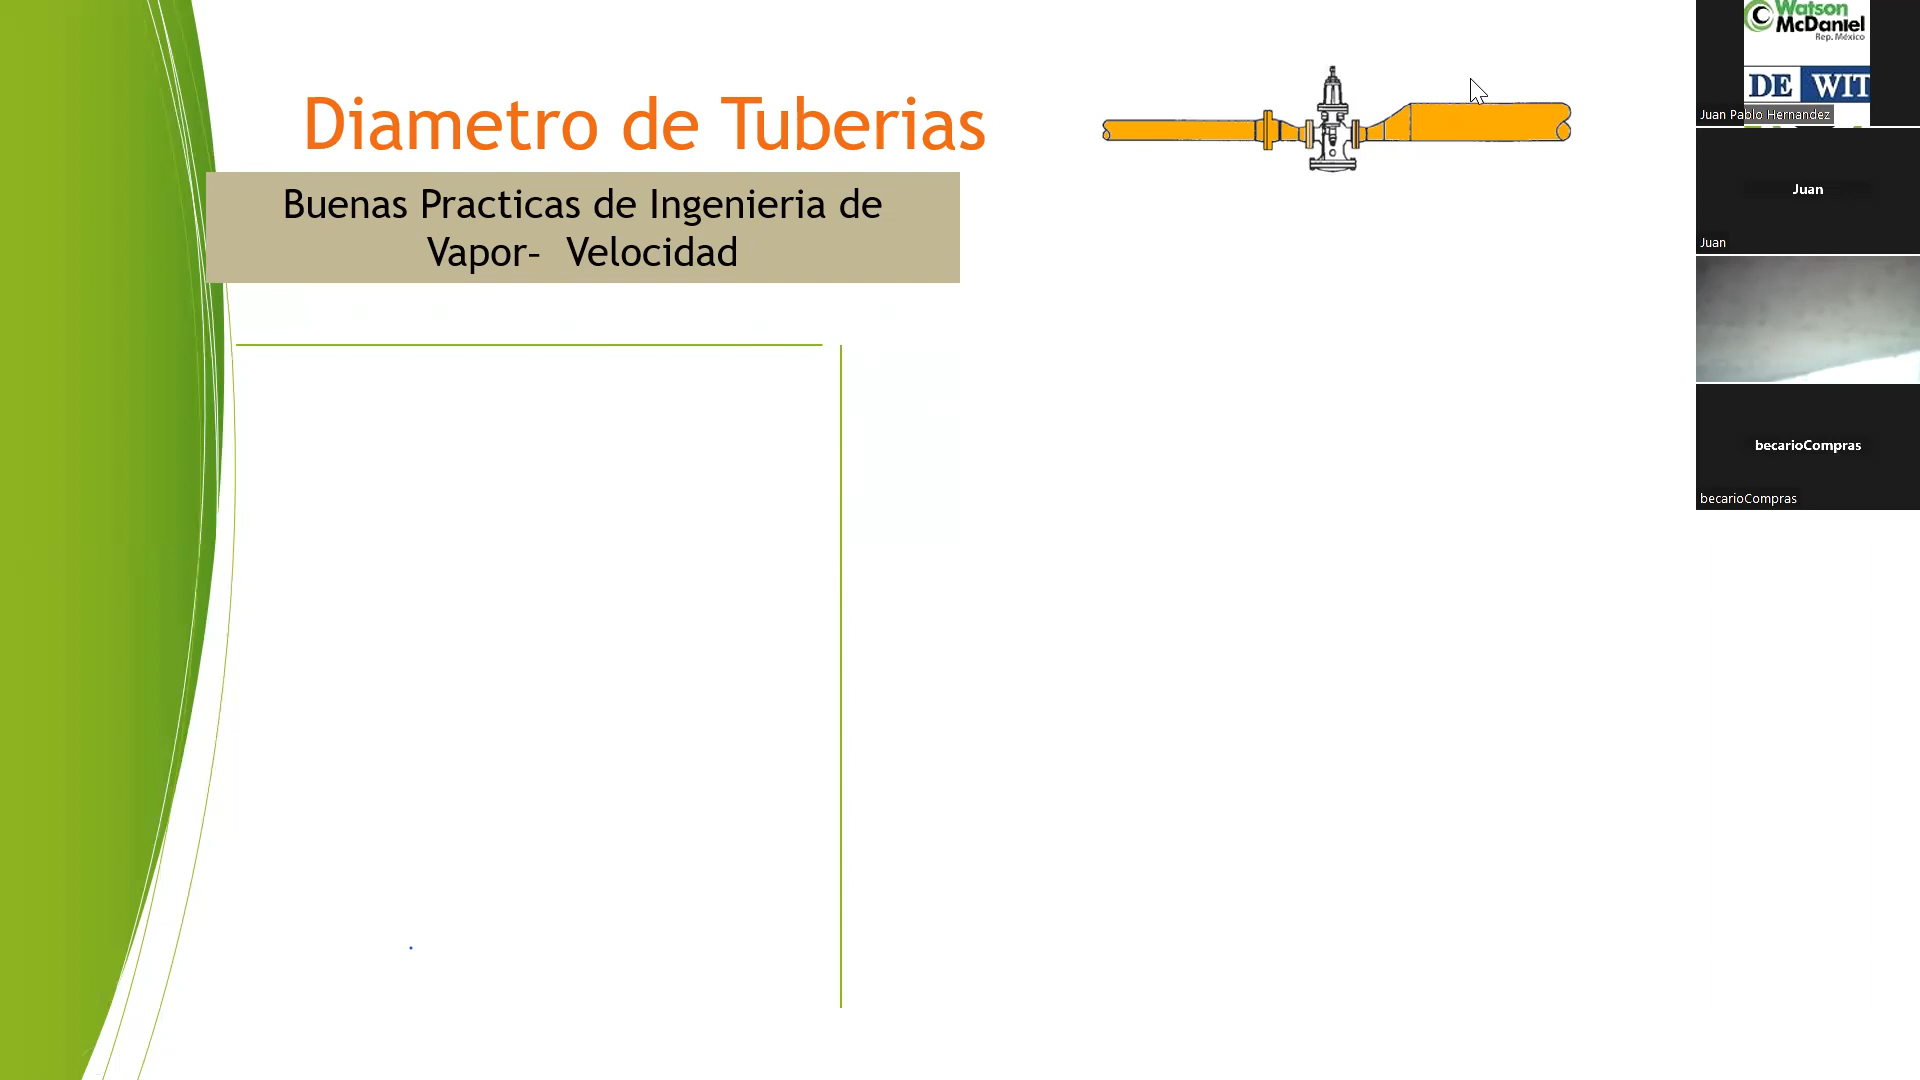 Diametro de Tuberias
Buenas Practicas de Ingenieria de
Vapor- Velocidad
Watson
McDaniel
Rep. México
DE WIT
Juan Pablo Hernandez
Juan
Juan
becarioCompras
becarioCompras